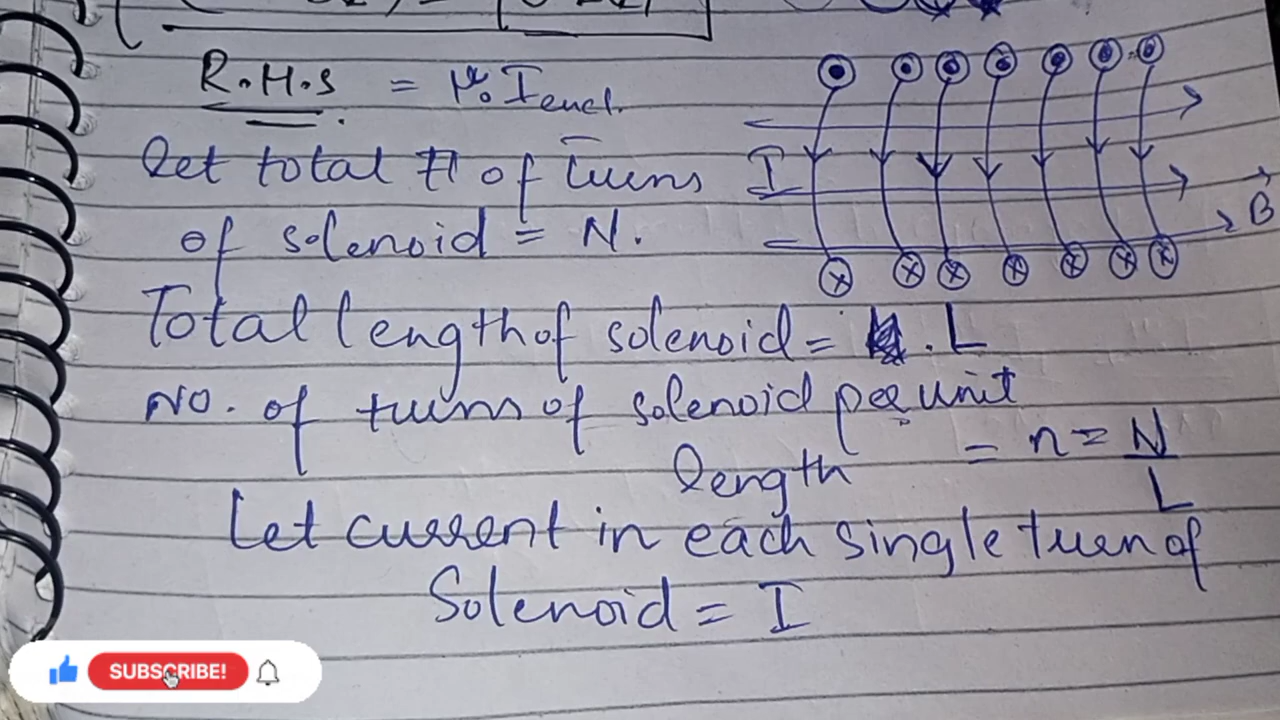 R.H.S = μ₀ Iencl.
Let total # of turns
of solenoid = N.
I
B
Total length of solenoid = . L
No. of turns of solenoid per unit
length = n = N/L
Let current in each single turn of
Solenoid = I
SUBSCRIBE!